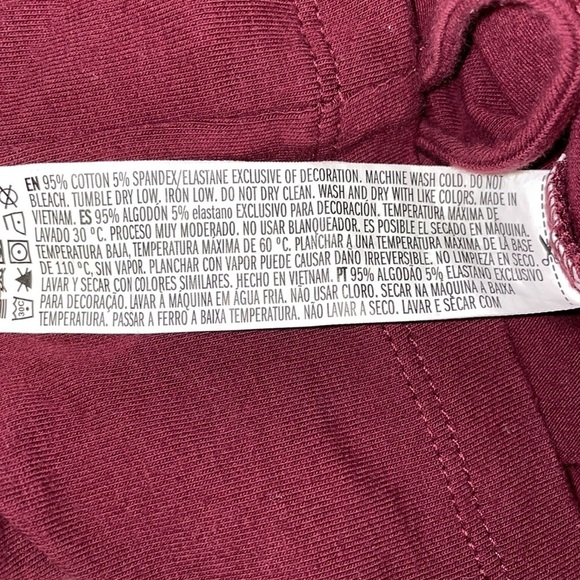 EN 95% COTTON 5% SPANDEX/ELASTANE EXCLUSIVE OF DECORATION. MACHINE WASH COLD. DO NOT
BLEACH. TUMBLE DRY LOW. IRON LOW. DO NOT DRY CLEAN. WASH AND DRY WITH LIKE COLORS. MADE IN
VIETNAM. ES 95% ALGODÓN 5% elastano EXCLUSIVO PARA DECORACIÓN. TEMPERATURA MÁXIMA DE
LAVADO 30 ºC. PROCESO MUY MODERADO. NO USAR BLANQUEADOR. ES POSIBLE EL SECADO EN MÁQUINA.
TEMPERATURA BAJA, TEMPERATURA MÁXIMA DE 60 ºC. PLANCHAR A UNA TEMPERATURA MÁXIMA DE LA BASE
DE 110 ºC, SIN VAPOR. PLANCHAR CON VAPOR PUEDE CAUSAR DAÑO IRREVERSIBLE. NO LIMPIEZA EN SECO.
LAVAR Y SECAR CON COLORES SIMILARES. HECHO EN VIETNAM. PT 95% ALGODÃO 5% ELASTANO EXCLUSIVO
PARA DECORAÇÃO. LAVAR À MÁQUINA EM ÁGUA FRIA. NÃO USAR CLORO. SECAR NA MÁQUINA A BAIXA
TEMPERATURA. PASSAR A FERRO A BAIXA TEMPERATURA. NÃO LAVAR A SECO. LAVAR E SECAR COM